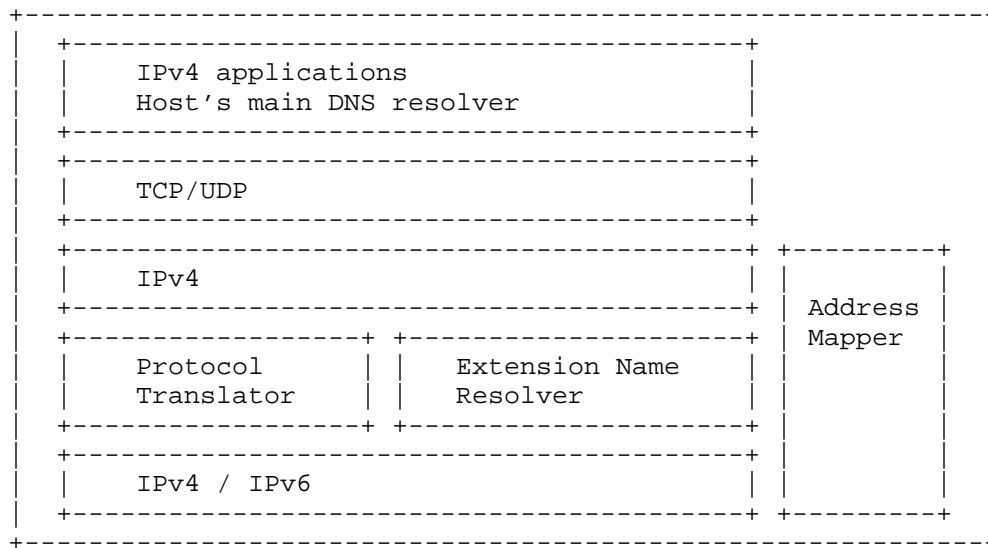 IPv4 applications
Host's main DNS resolver
TCP/UDP
IPv4
Address
Mapper
Protocol
Translator
Extension Name
Resolver
IPv4 / IPv6